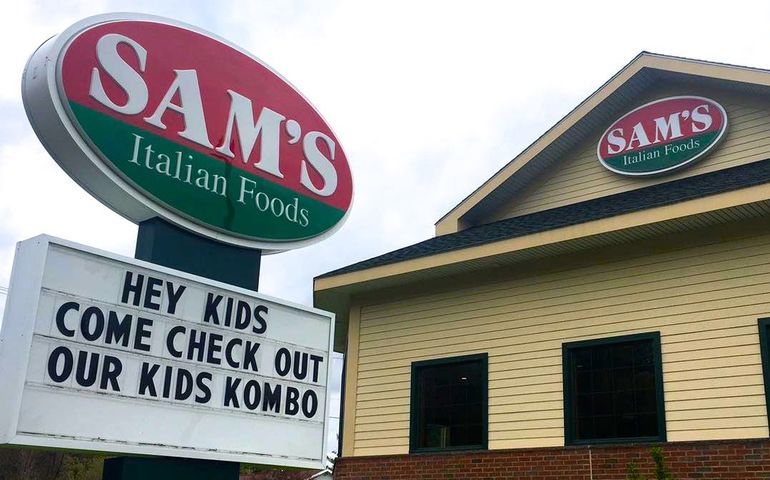 SAM'S
Italian Foods
HEY KIDS
COME CHECK OUT
OUR KIDS KOMBO
SAM'S
Italian Foods